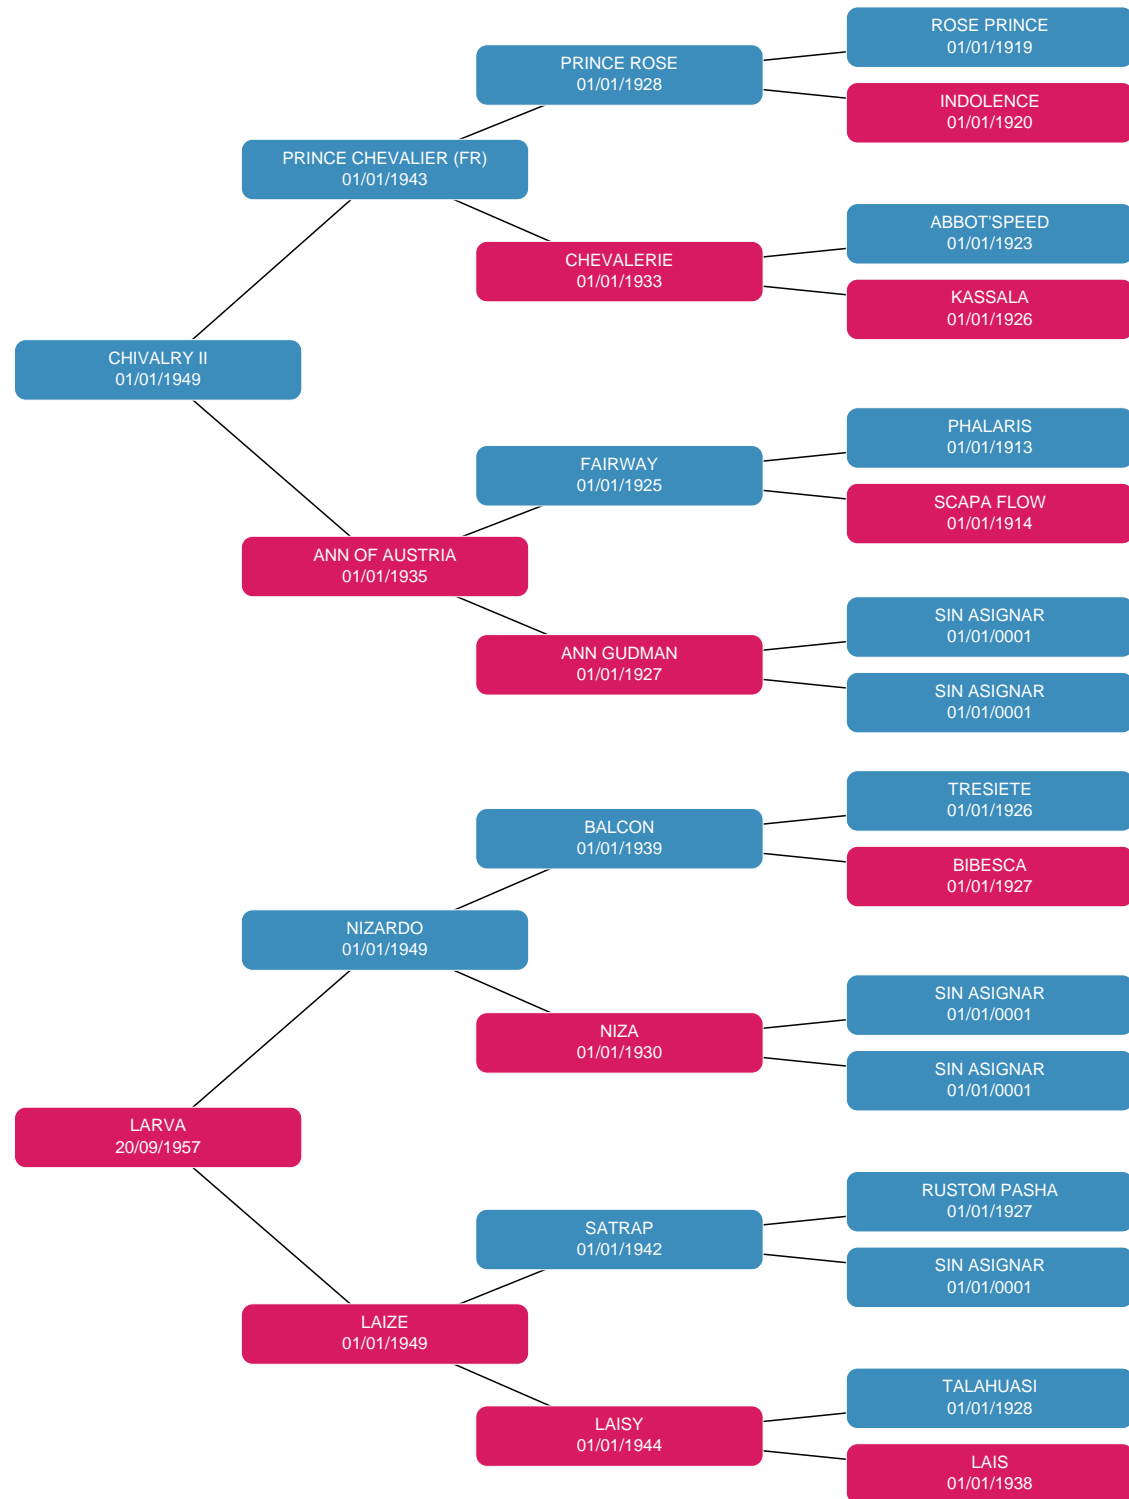 ROSE PRINCE
01/01/1919
PRINCE ROSE
01/01/1928
INDOLENCE
01/01/1920
PRINCE CHEVALIER (FR)
01/01/1943
ABBOT'SPEED
01/01/1923
CHEVALERIE
01/01/1933
KASSALA
01/01/1926
CHIVALRY II
01/01/1949
PHALARIS
01/01/1913
FAIRWAY
01/01/1925
SCAPA FLOW
01/01/1914
ANN OF AUSTRIA
01/01/1935
SIN ASIGNAR
01/01/0001
ANN GUDMAN
01/01/1927
SIN ASIGNAR
01/01/0001
TRESIETE
01/01/1926
BALCON
01/01/1939
BIBESCA
01/01/1927
NIZARDO
01/01/1949
SIN ASIGNAR
01/01/0001
NIZA
01/01/1930
SIN ASIGNAR
01/01/0001
LARVA
20/09/1957
RUSTOM PASHA
01/01/1927
SATRAP
01/01/1942
SIN ASIGNAR
01/01/0001
LAIZE
01/01/1949
TALAHUASI
01/01/1928
LAISY
01/01/1944
LAIS
01/01/1938